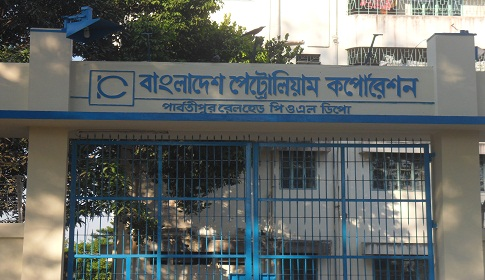 বাংলাদেশ পেট্রোলিয়াম কর্পোরেশন
পার্বতীপুর রেলহেড পিওএল ডিপো